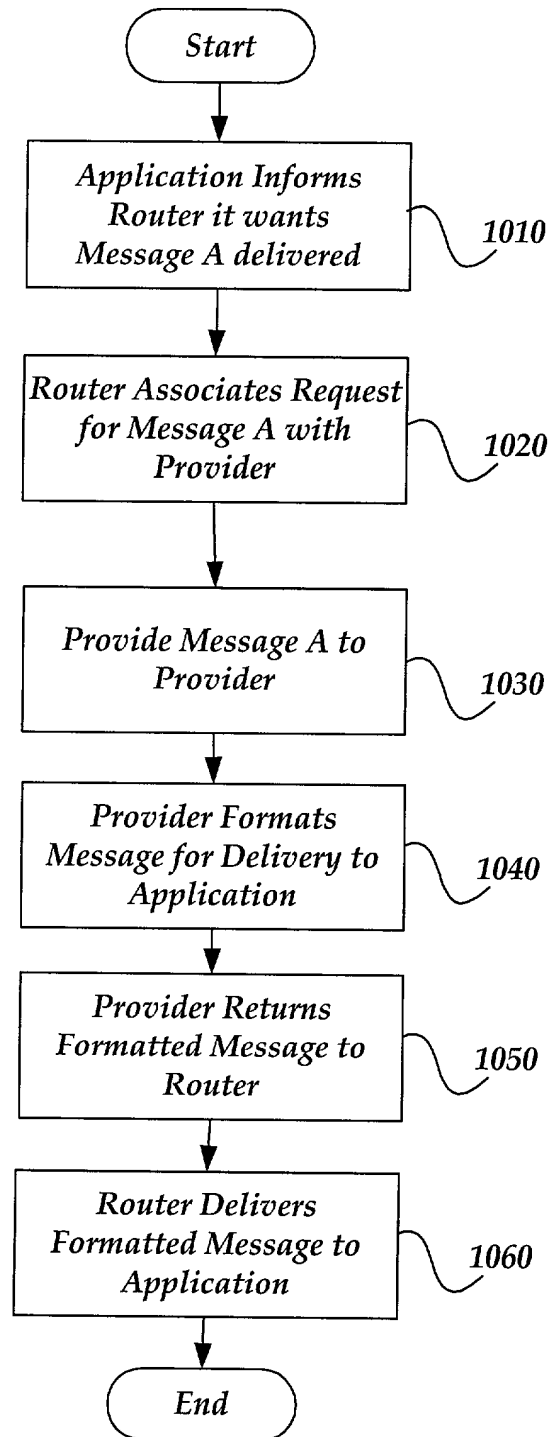 Start
Application Informs
Router it wants
Message A delivered
1010
Router Associates Request
for Message A with
Provider
1020
Provide Message A to
Provider
1030
Provider Formats
Message for Delivery to
Application
1040
Provider Returns
Formatted Message to
Router
1050
Router Delivers
Formatted Message to
Application
1060
End